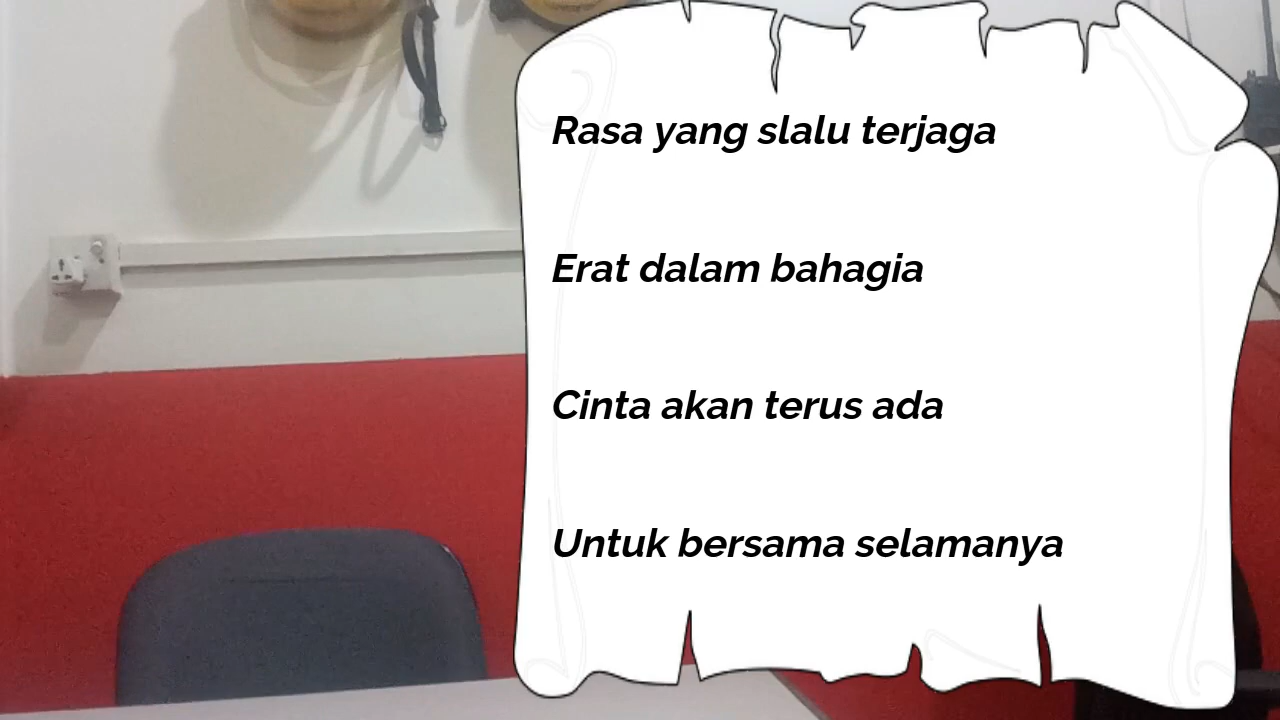 Rasa yang slalu terjaga
Erat dalam bahagia
Cinta akan terus ada
Untuk bersama selamanya